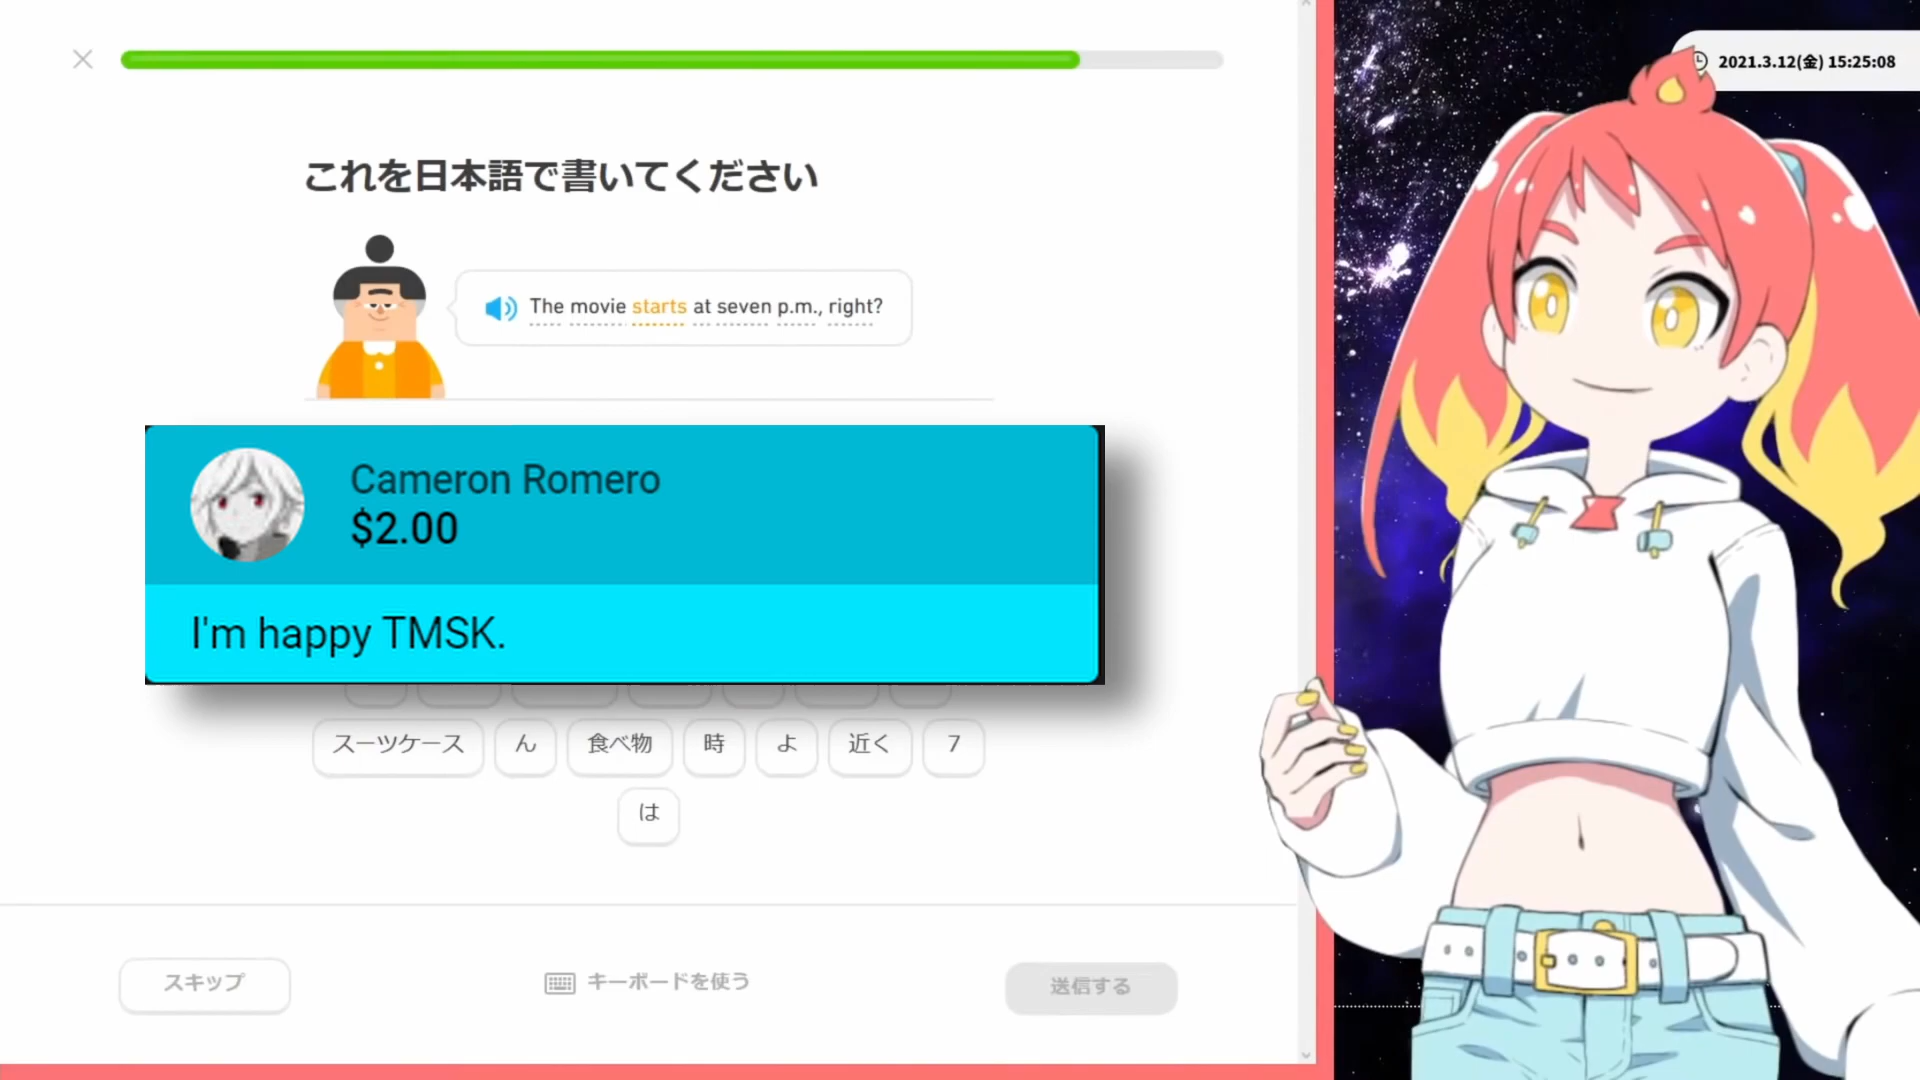 2021.3.12(金) 15:25:08
これを日本語で書いてください
The movie starts at seven p.m., right?
Cameron Romero
$2.00
I'm happy TMSK.
スーツケース ん 食べ物 時 よ 近く 7
は
スキップ キーボードを使う 送信する